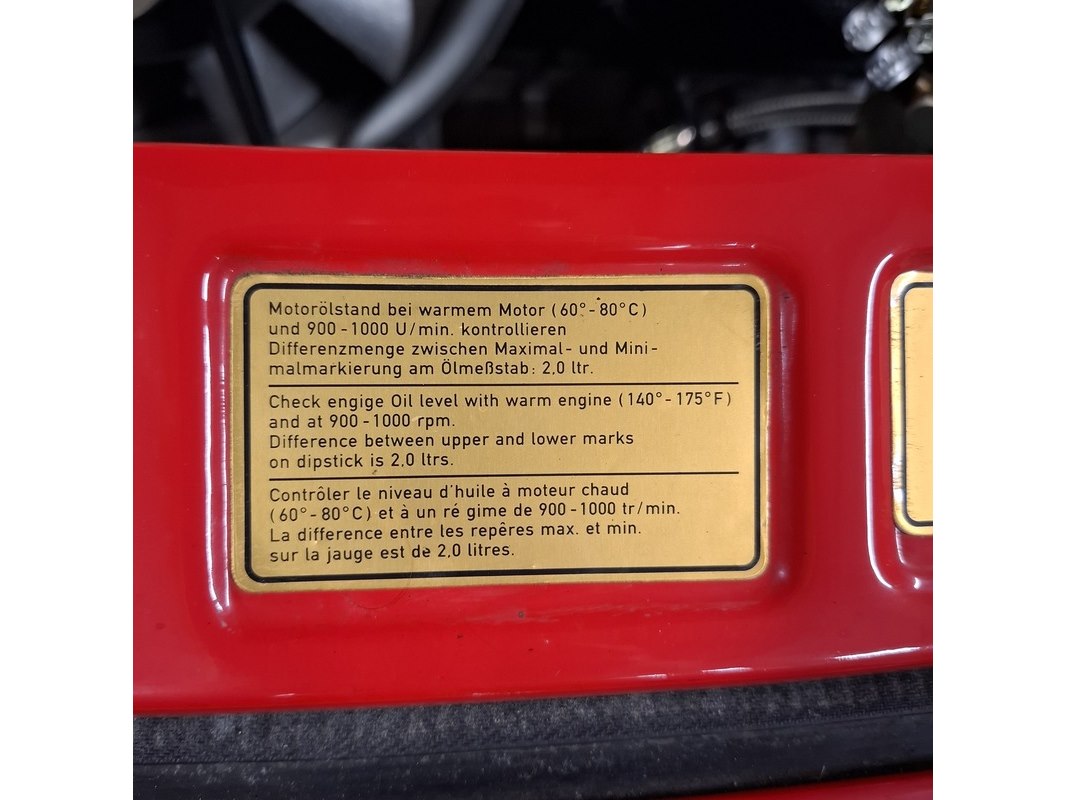 Motorölstand bei warmem Motor (60°-80°C)
und 900-1000 U/min. kontrollieren
Differenzmenge zwischen Maximal- und Mini-
malmarkierung am Ölmeßstab: 2,0 ltr.
Check engige Oil level with warm engine (140°-175°F)
and at 900-1000 rpm.
Difference between upper and lower marks
on dipstick is 2,0 ltrs.
Contrôler le niveau d'huile à moteur chaud
(60°-80°C) et à un ré gime de 900-1000 tr/min.
La difference entre les repêres max. et min.
sur la jauge est de 2,0 litres.